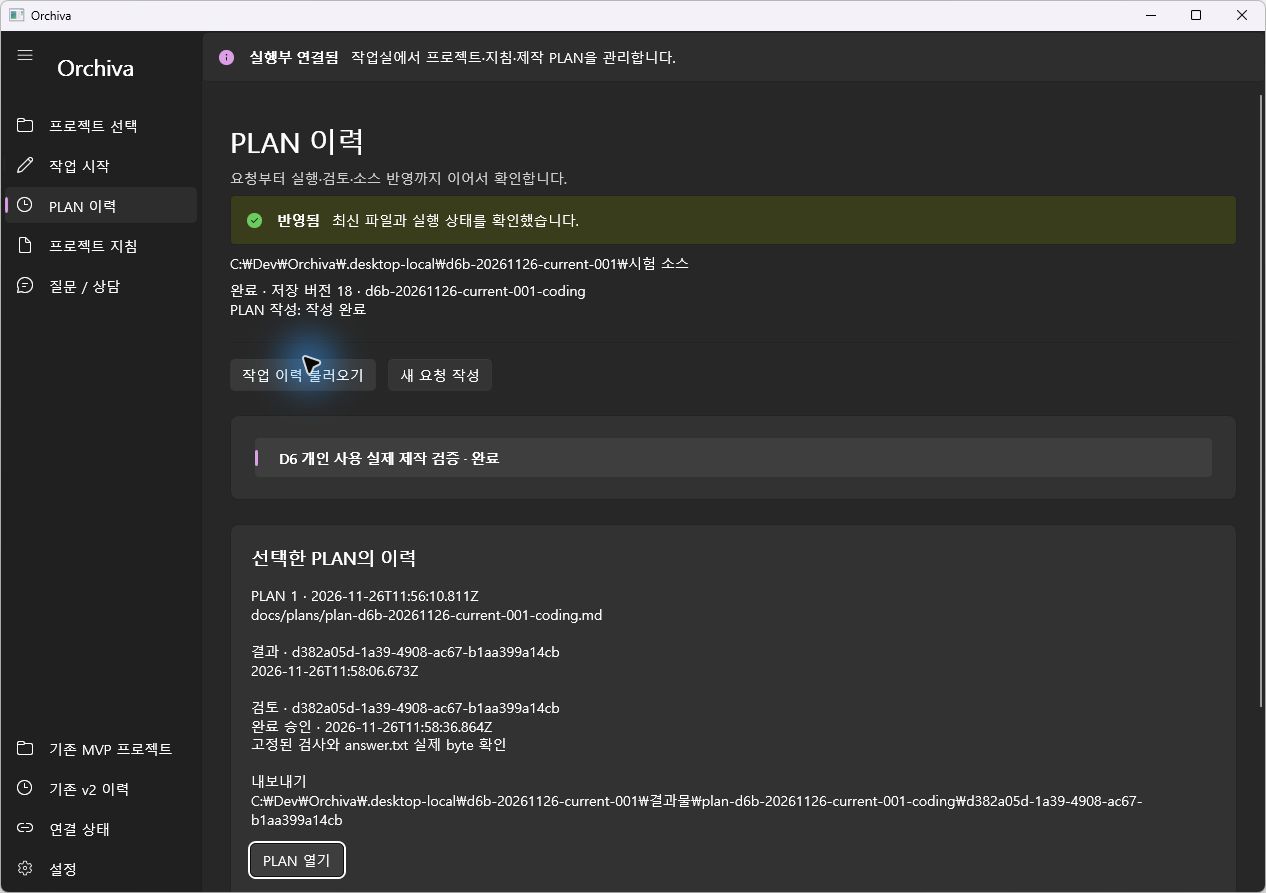 Orchiva
Orchiva
실행부 연결됨 작업실에서 프로젝트·지침·제작 PLAN을 관리합니다.
프로젝트 선택
작업 시작
PLAN 이력
프로젝트 지침
질문 / 상담
PLAN 이력
요청부터 실행·검토·소스 반영까지 이어서 확인합니다.
반영됨 최신 파일과 실행 상태를 확인했습니다.
C:₩Dev₩Orchiva₩.desktop-local₩d6b-20261126-current-001₩시험 소스
완료 · 저장 버전 18 · d6b-20261126-current-001-coding
PLAN 작성: 작성 완료
작업 이력 불러오기
새 요청 작성
D6 개인 사용 실제 제작 검증 · 완료
선택한 PLAN의 이력
PLAN 1 · 2026-11-26T11:56:10.811Z
docs/plans/plan-d6b-20261126-current-001-coding.md
결과 · d382a05d-1a39-4908-ac67-b1aa399a14cb
2026-11-26T11:58:06.673Z
검토 · d382a05d-1a39-4908-ac67-b1aa399a14cb
완료 승인 · 2026-11-26T11:58:36.864Z
고정된 검사와 answer.txt 실제 byte 확인
내보내기
C:₩Dev₩Orchiva₩.desktop-local₩d6b-20261126-current-001₩결과물₩plan-d6b-20261126-current-001-coding₩d382a05d-1a39-4908-ac67-
b1aa399a14cb
PLAN 열기
기존 MVP 프로젝트
기존 v2 이력
연결 상태
설정